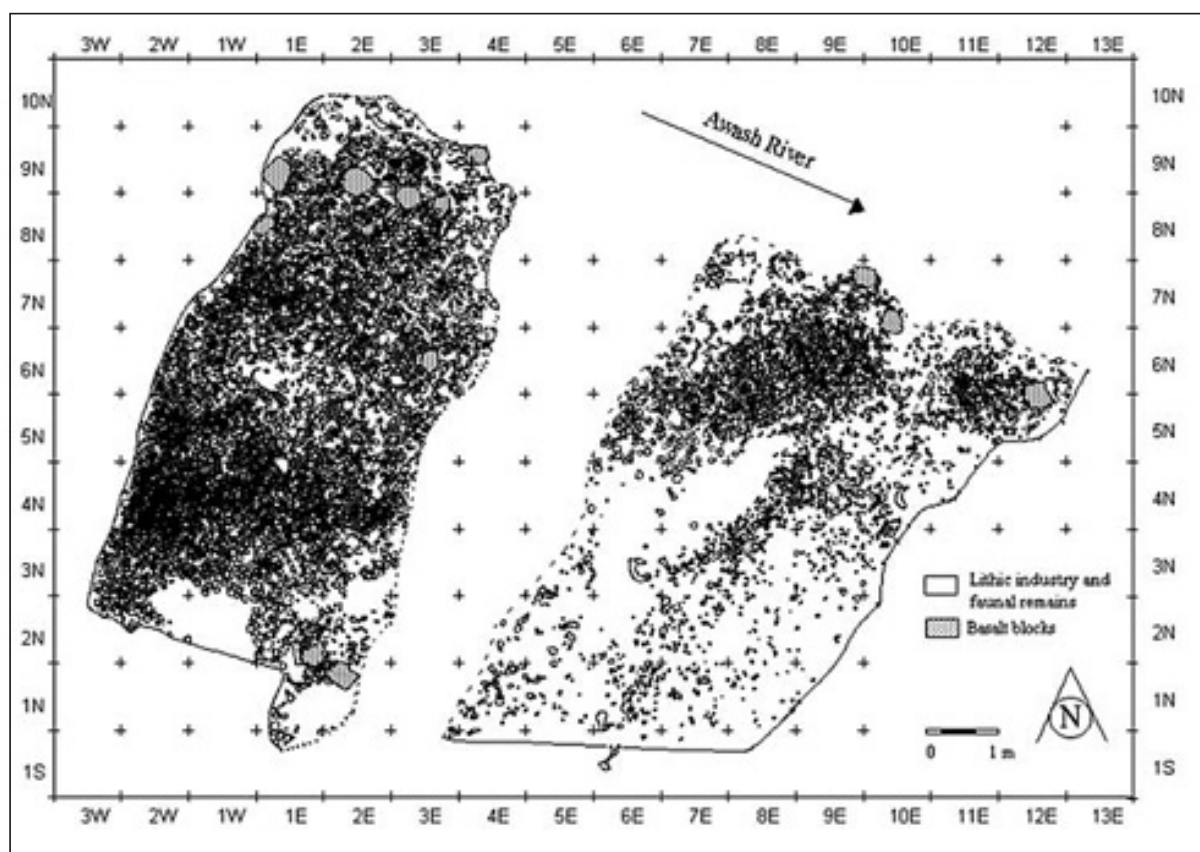 3W 2W 1W 1E 2E 3E 4E 6E 7E 8E 9E 10E 11E 12E 13E
10N 10N
Awash River
9N 9N
8N 8N
7N 7N
6N 6N
5N 5N
4N 4N
3N Lithic industry and 3N
faunal remains
2N Basalt blocks 2N
1N N 1N
0 1 m
1S 1S
3W 2W 1W 1E 2E 3E 4E 5E 6E 7E 8E 9E 10E 11E 12E 13E